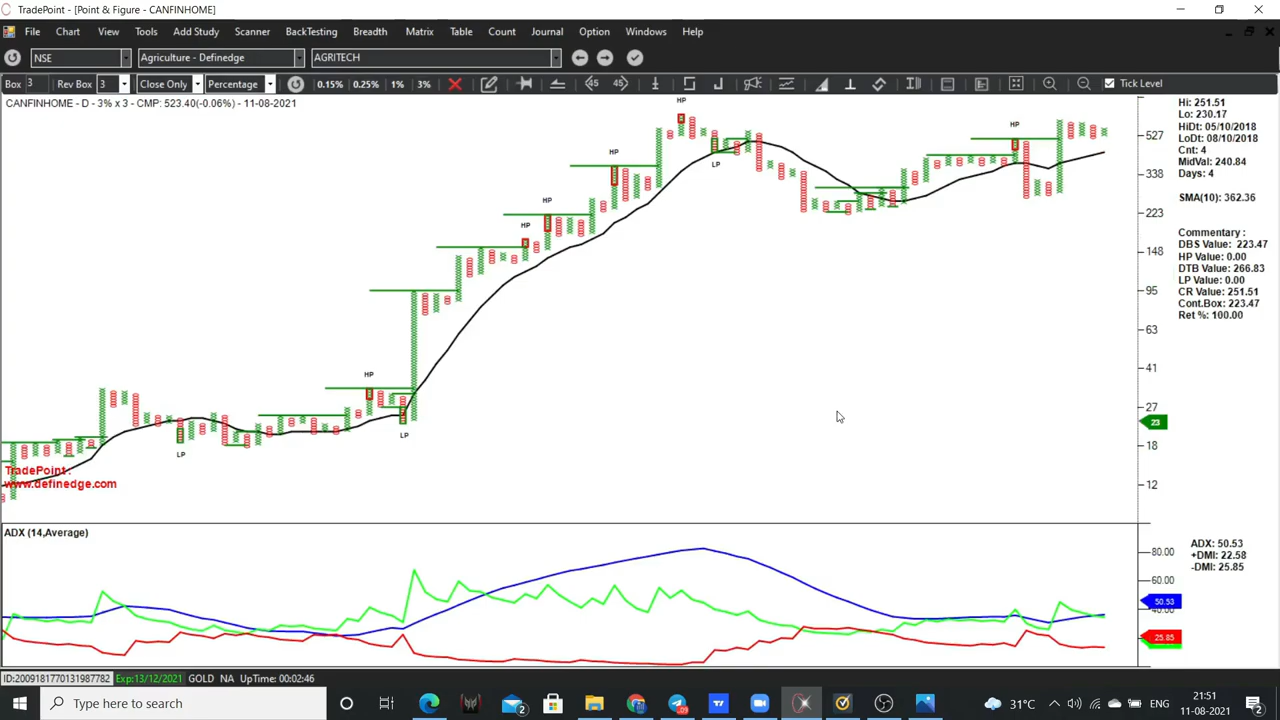 TradePoint - [Point & Figure - CANFINHOME]
File Chart View Tools Add Study Scanner BackTesting Breadth Matrix Table Count Journal Option Windows Help
NSE Agriculture - Definedge AGRITECH
Box 3 Rev Box 3 Close Only Percentage 0.15% 0.25% 1% 3% 45 45 Tick Level
CANFINHOME - D - 3% x 3 - CMP: 523.40(-0.06%) - 11-08-2021
Hi: 251.51
Lo: 230.17
HiDt: 05/10/2018
LoDt: 08/10/2018
Cnt: 4
MidVal: 240.84
Days: 4
SMA(10): 362.36
Commentary :
DBS Value: 223.47
HP Value: 0.00
DTB Value: 266.83
LP Value: 0.00
CR Value: 251.51
Cont.Box: 223.47
Ret %: 100.00
HP
HP
HP
HP
HP
HP
LP
LP
LP
527
338
223
148
95
63
41
27
23
18
12
TradePoint :
www.definedge.com
ADX (14,Average)
80.00
60.00
50.53
40.00
25.85
ADX: 50.53
+DMI: 22.58
-DMI: 25.85
ID:2009181770131987782 Exp:13/12/2021 GOLD NA UpTime: 00:02:46
Type here to search
2
09
31°C
ENG
21:51
11-08-2021
2